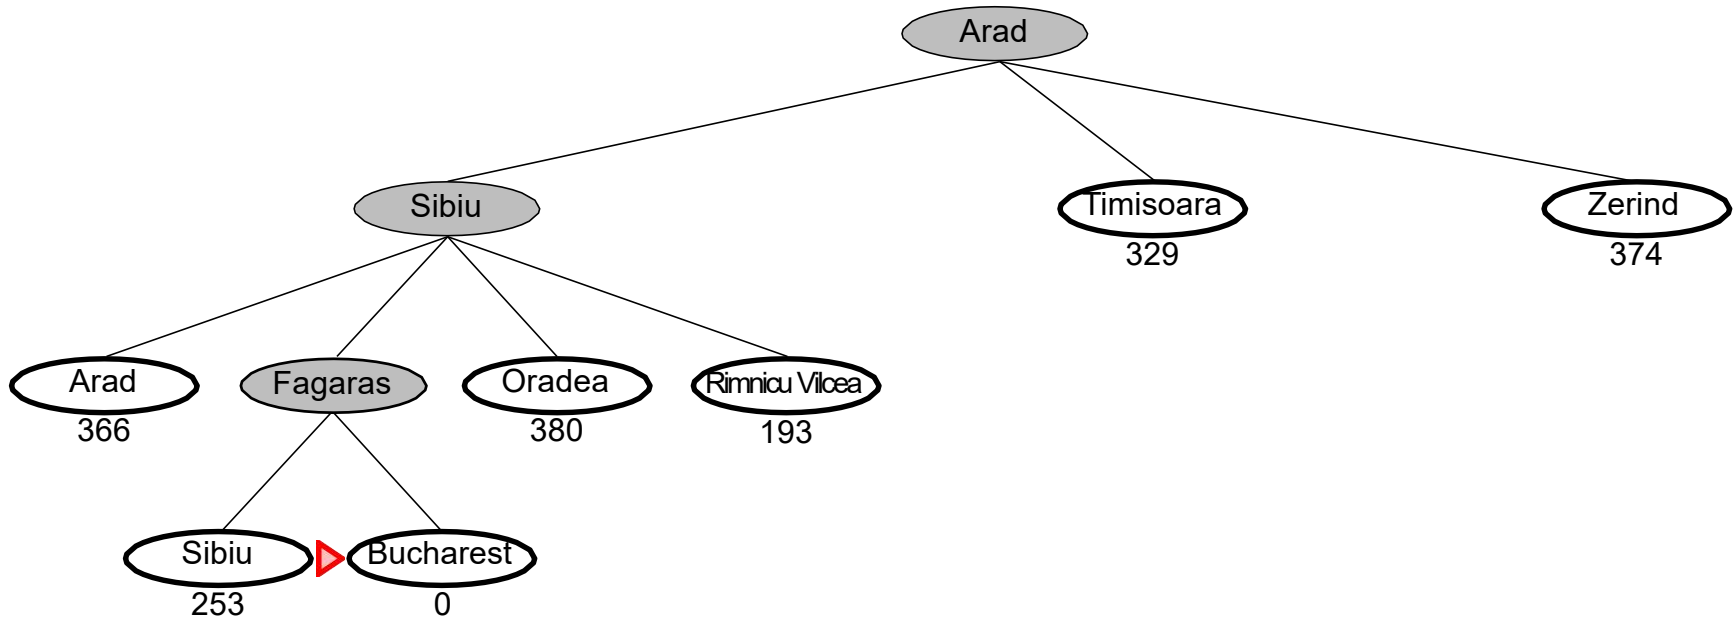 Arad
Sibiu
Timisoara
Zerind
329
374
Arad
Fagaras
Oradea
Rimnicu Vilcea
366
380
193
Sibiu
Bucharest
253
0